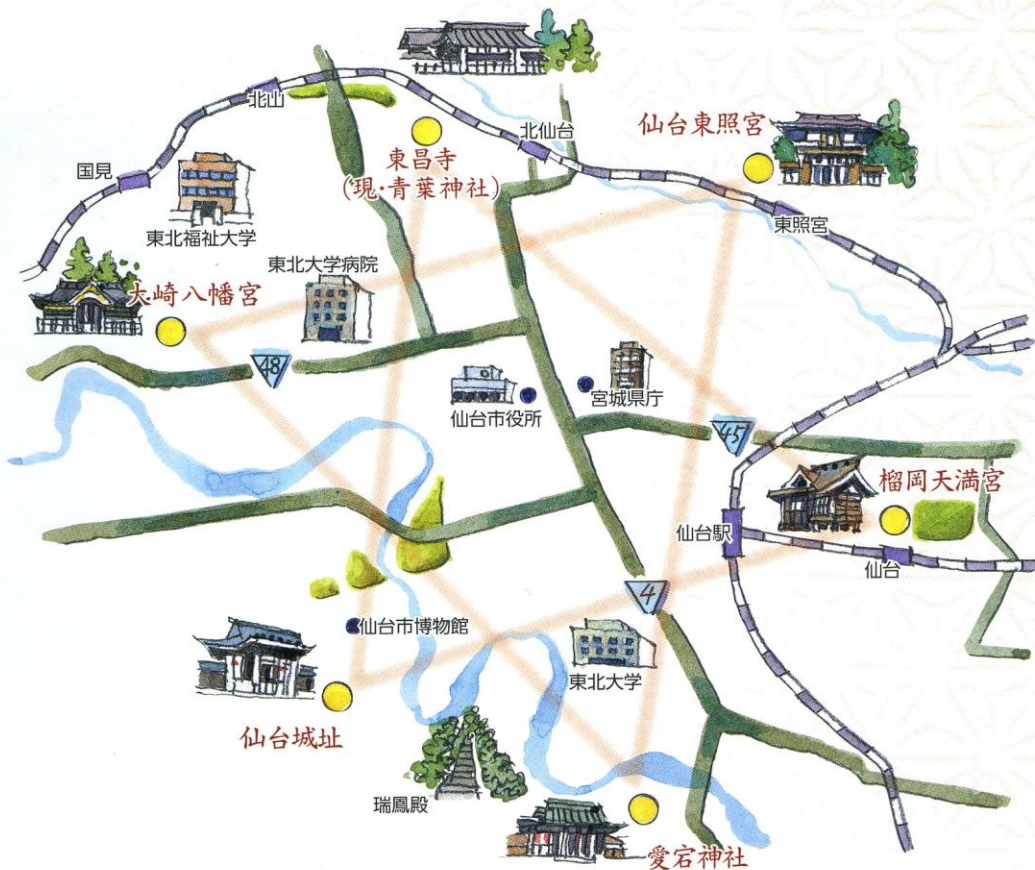 北山
北仙台
仙台東照宮
国見
東昌寺
(現・青葉神社)
東北福祉大学
東照宮
東北大学病院
大崎八幡宮
48
仙台市役所
宮城県庁
45
榴岡天満宮
仙台駅
仙台
4
仙台市博物館
東北大学
仙台城址
瑞鳳殿
愛宕神社